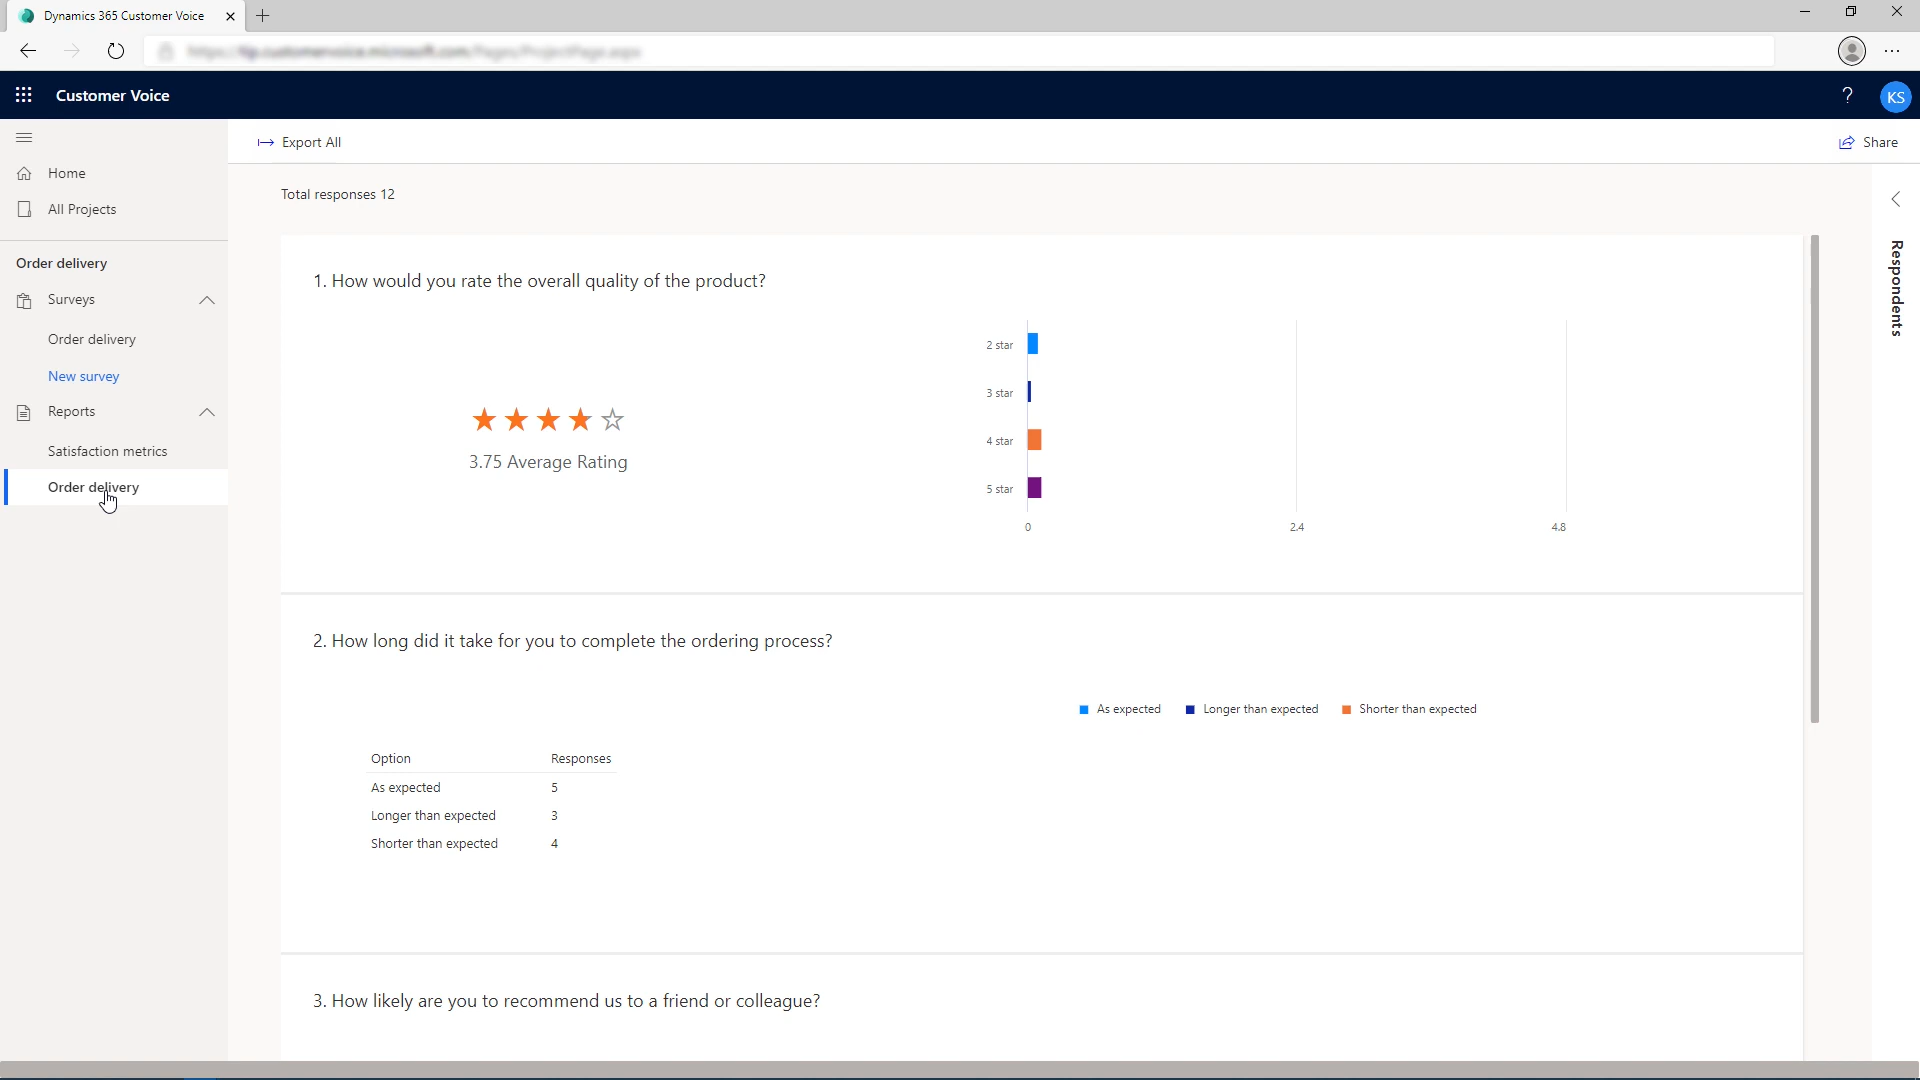 Dynamics 365 Customer Voice
Customer Voice
?
KS
Export All
Share
Home
All Projects
Order delivery
Surveys
Order delivery
New survey
Reports
Satisfaction metrics
Order delivery
Total responses 12
Respondents
1. How would you rate the overall quality of the product?
3.75 Average Rating
2 star
3 star
4 star
5 star
0 2.4 4.8
2. How long did it take for you to complete the ordering process?
As expected Longer than expected Shorter than expected
Option Responses
As expected 5
Longer than expected 3
Shorter than expected 4
3. How likely are you to recommend us to a friend or colleague?